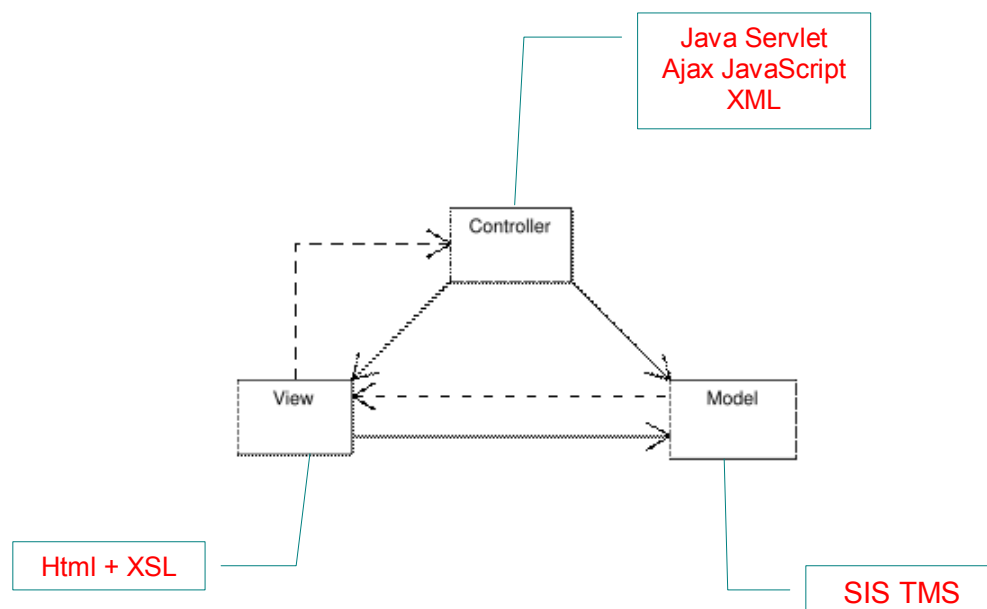 Java Servlet
Ajax JavaScript
XML
Controller
View
Model
Html + XSL
SIS TMS